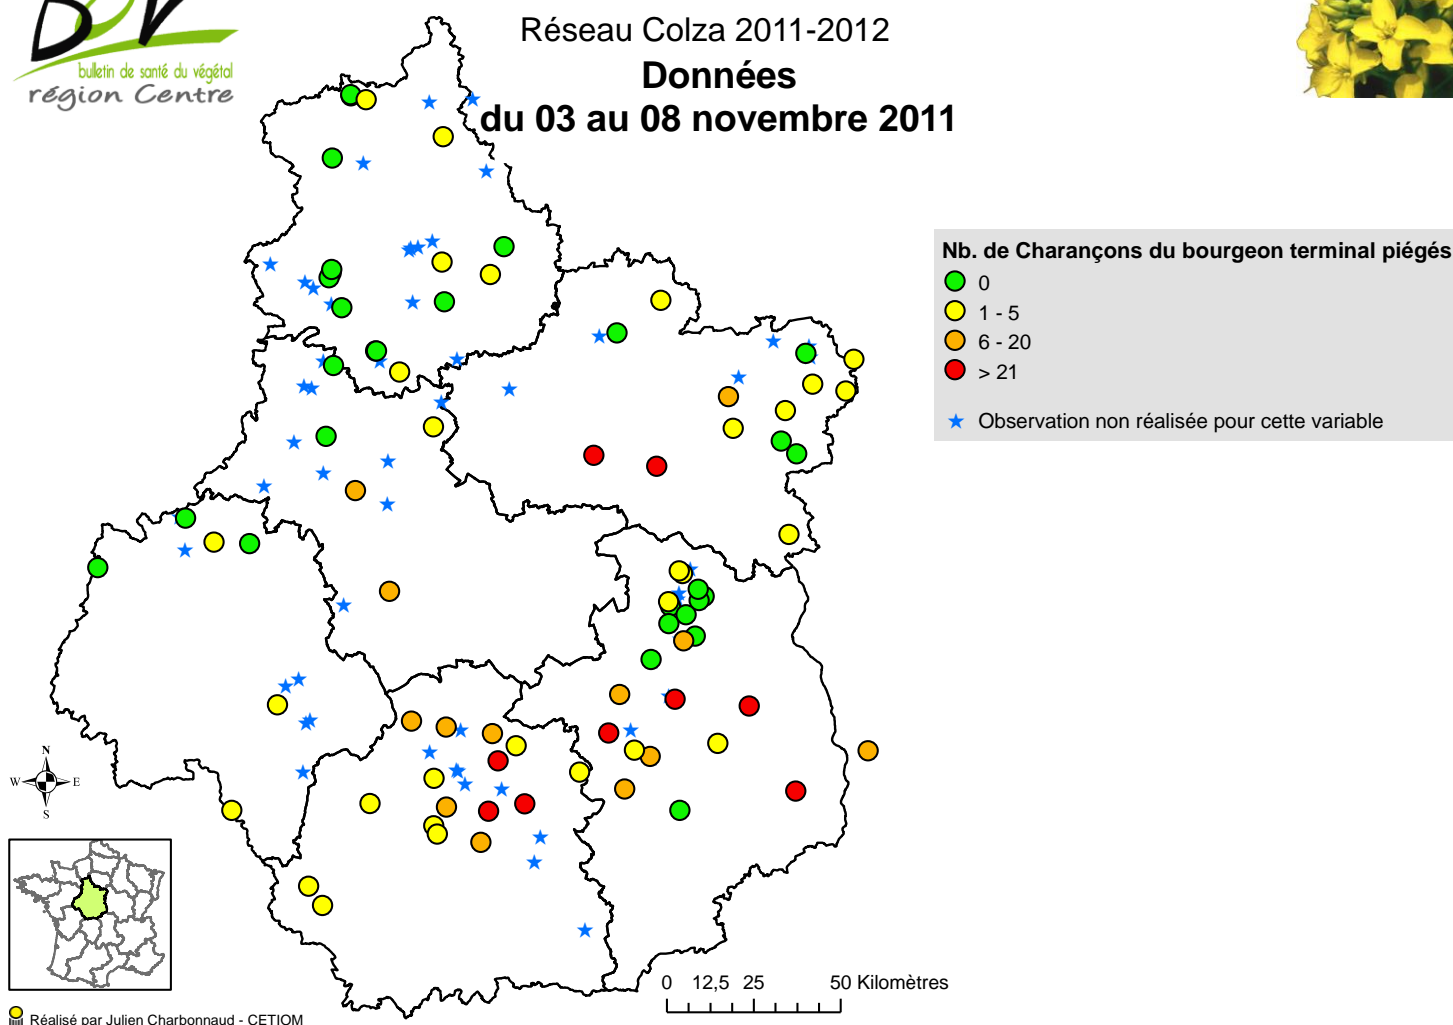 bulletin de santé du végétal
région Centre
Réseau Colza 2011-2012
Données
du 03 au 08 novembre 2011
Nb. de Charançons du bourgeon terminal piégés
0
1 - 5
6 - 20
> 21
Observation non réalisée pour cette variable
N
W E
S
0 12,5 25 50 Kilomètres
Réalisé par Julien Charbonnaud - CETIOM